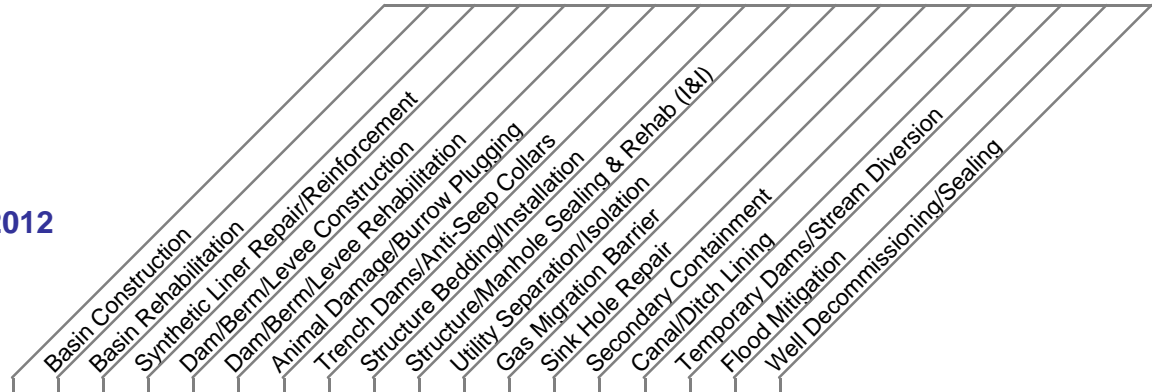 2012
Basin Construction
Basin Rehabilitation
Synthetic Liner Repair/Reinforcement
Dam/Berm/Levee Construction
Dam/Berm/Levee Rehabilitation
Animal Damage/Burrow Plugging
Trench Dams/Anti-Seep Collars
Structure Bedding/Installation
Structure/Manhole Sealing & Rehab (I&I)
Utility Separation/Isolation
Gas Migration Barrier
Sink Hole Repair
Secondary Containment
Canal/Ditch Lining
Temporary Dams/Stream Diversion
Flood Mitigation
Well Decommissioning/Sealing